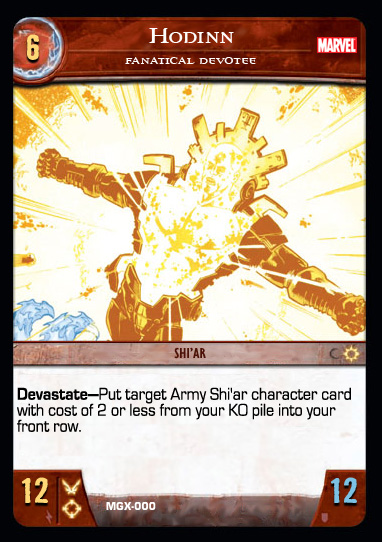 6
Hodinn
FANATICAL DEVOTEE
MARVEL
SHI'AR
Devastate—Put target Army Shi'ar character card
with cost of 2 or less from your KO pile into your
front row.
12
MGX-000
12